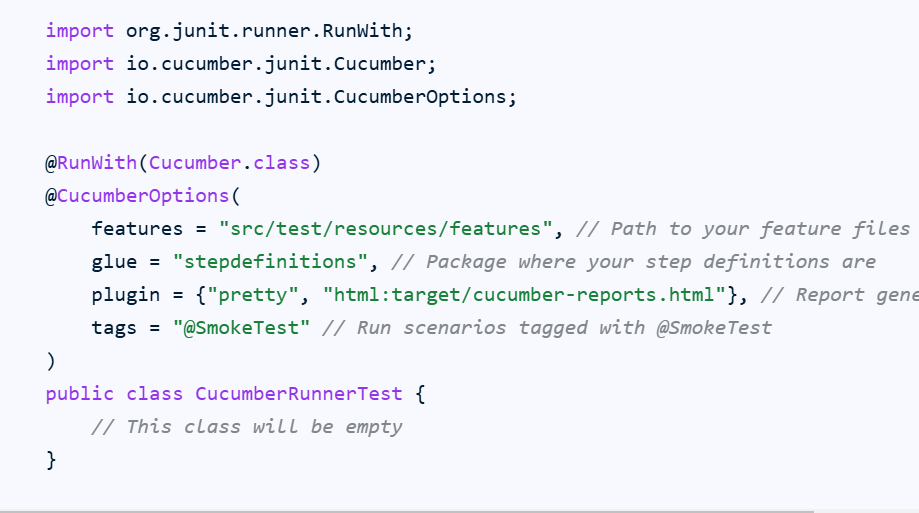 import org.junit.runner.RunWith;
import io.cucumber.junit.Cucumber;
import io.cucumber.junit.CucumberOptions;
@RunWith(Cucumber.class)
@CucumberOptions(
features = "src/test/resources/features", // Path to your feature files
glue = "stepdefinitions", // Package where your step definitions are
plugin = {"pretty", "html:target/cucumber-reports.html"}, // Report gene
tags = "@SmokeTest" // Run scenarios tagged with @SmokeTest
)
public class CucumberRunnerTest {
// This class will be empty
}